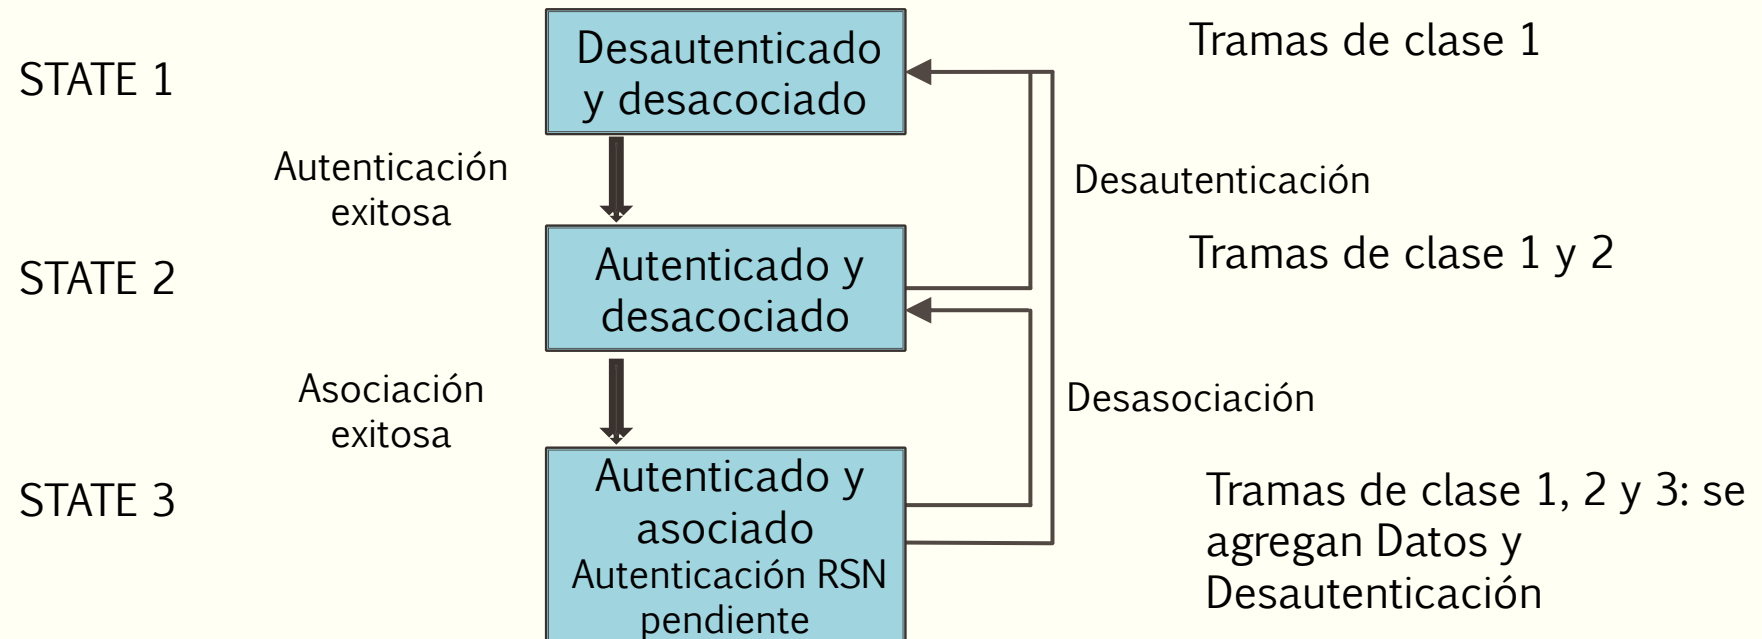 STATE 1
Desautenticado
y desacociado
Tramas de clase 1
Autenticación
exitosa
Desautenticación
STATE 2
Autenticado y
desacociado
Tramas de clase 1 y 2
Asociación
exitosa
Desasociación
STATE 3
Autenticado y
asociado
Autenticación RSN
pendiente
Tramas de clase 1, 2 y 3: se
agregan Datos y
Desautenticación